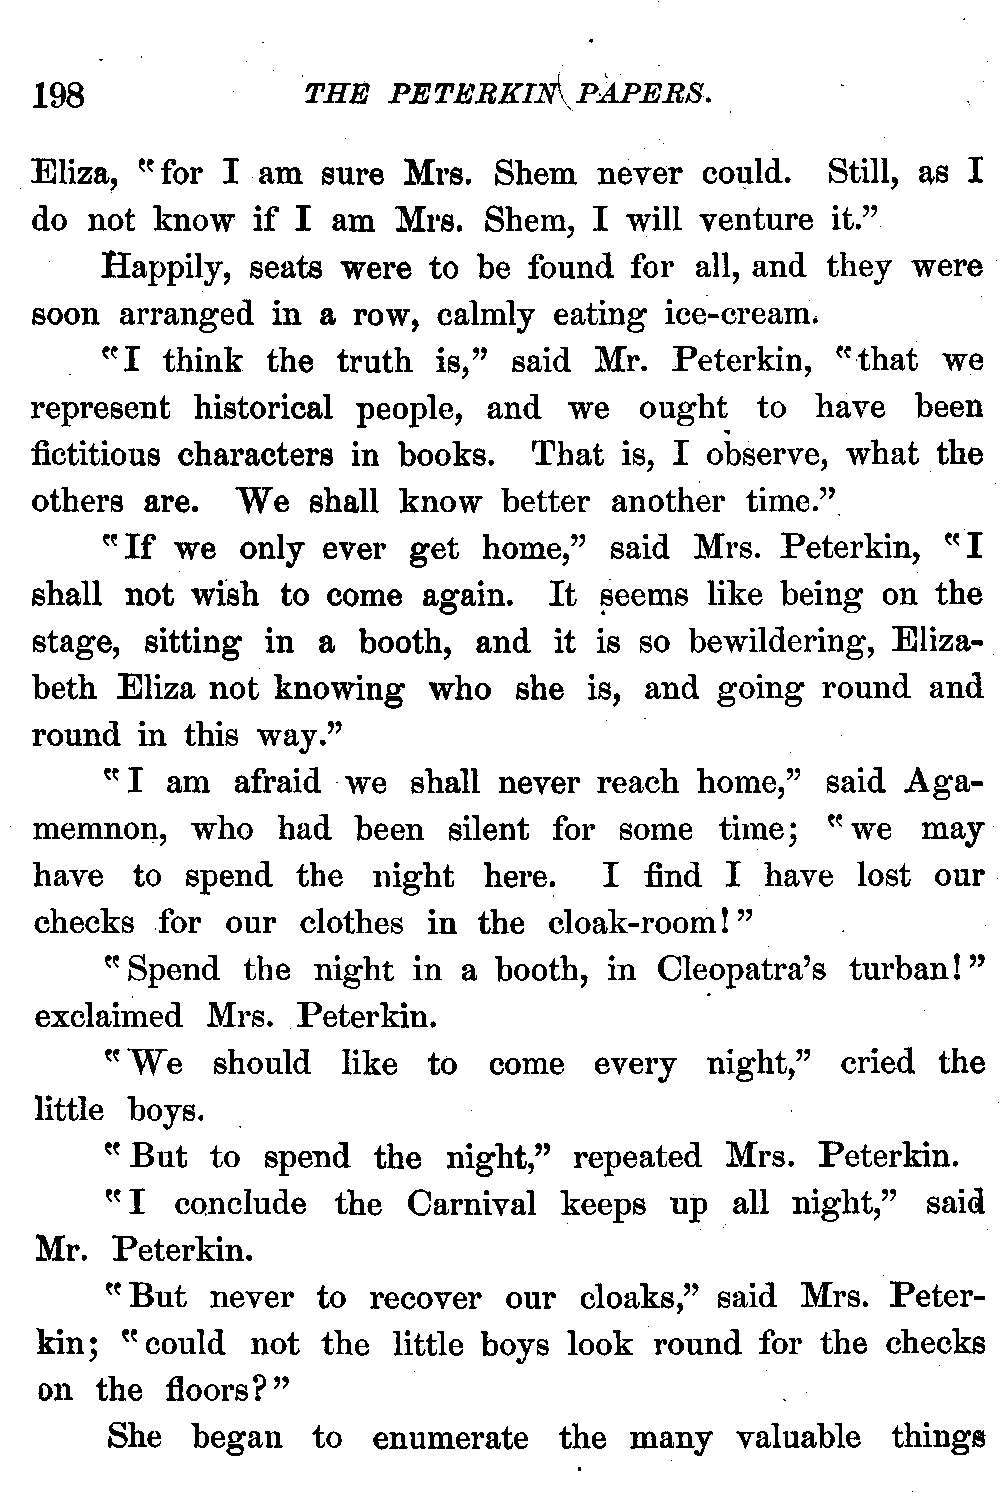 198 THE PETERKIN PAPERS.
Eliza, "for I am sure Mrs. Shem never could. Still, as I
do not know if I am Mrs. Shem, I will venture it."
Happily, seats were to be found for all, and they were
soon arranged in a row, calmly eating ice-cream.
"I think the truth is," said Mr. Peterkin, "that we
represent historical people, and we ought to have been
fictitious characters in books. That is, I observe, what the
others are. We shall know better another time."
"If we only ever get home," said Mrs. Peterkin, "I
shall not wish to come again. It seems like being on the
stage, sitting in a booth, and it is so bewildering, Eliza-
beth Eliza not knowing who she is, and going round and
round in this way."
"I am afraid we shall never reach home," said Aga-
memnon, who had been silent for some time; "we may
have to spend the night here. I find I have lost our
checks for our clothes in the cloak-room!"
"Spend the night in a booth, in Cleopatra's turban!"
exclaimed Mrs. Peterkin.
"We should like to come every night," cried the
little boys.
"But to spend the night," repeated Mrs. Peterkin.
"I conclude the Carnival keeps up all night," said
Mr. Peterkin.
"But never to recover our cloaks," said Mrs. Peter-
kin; "could not the little boys look round for the checks
on the floors?"
She began to enumerate the many valuable things